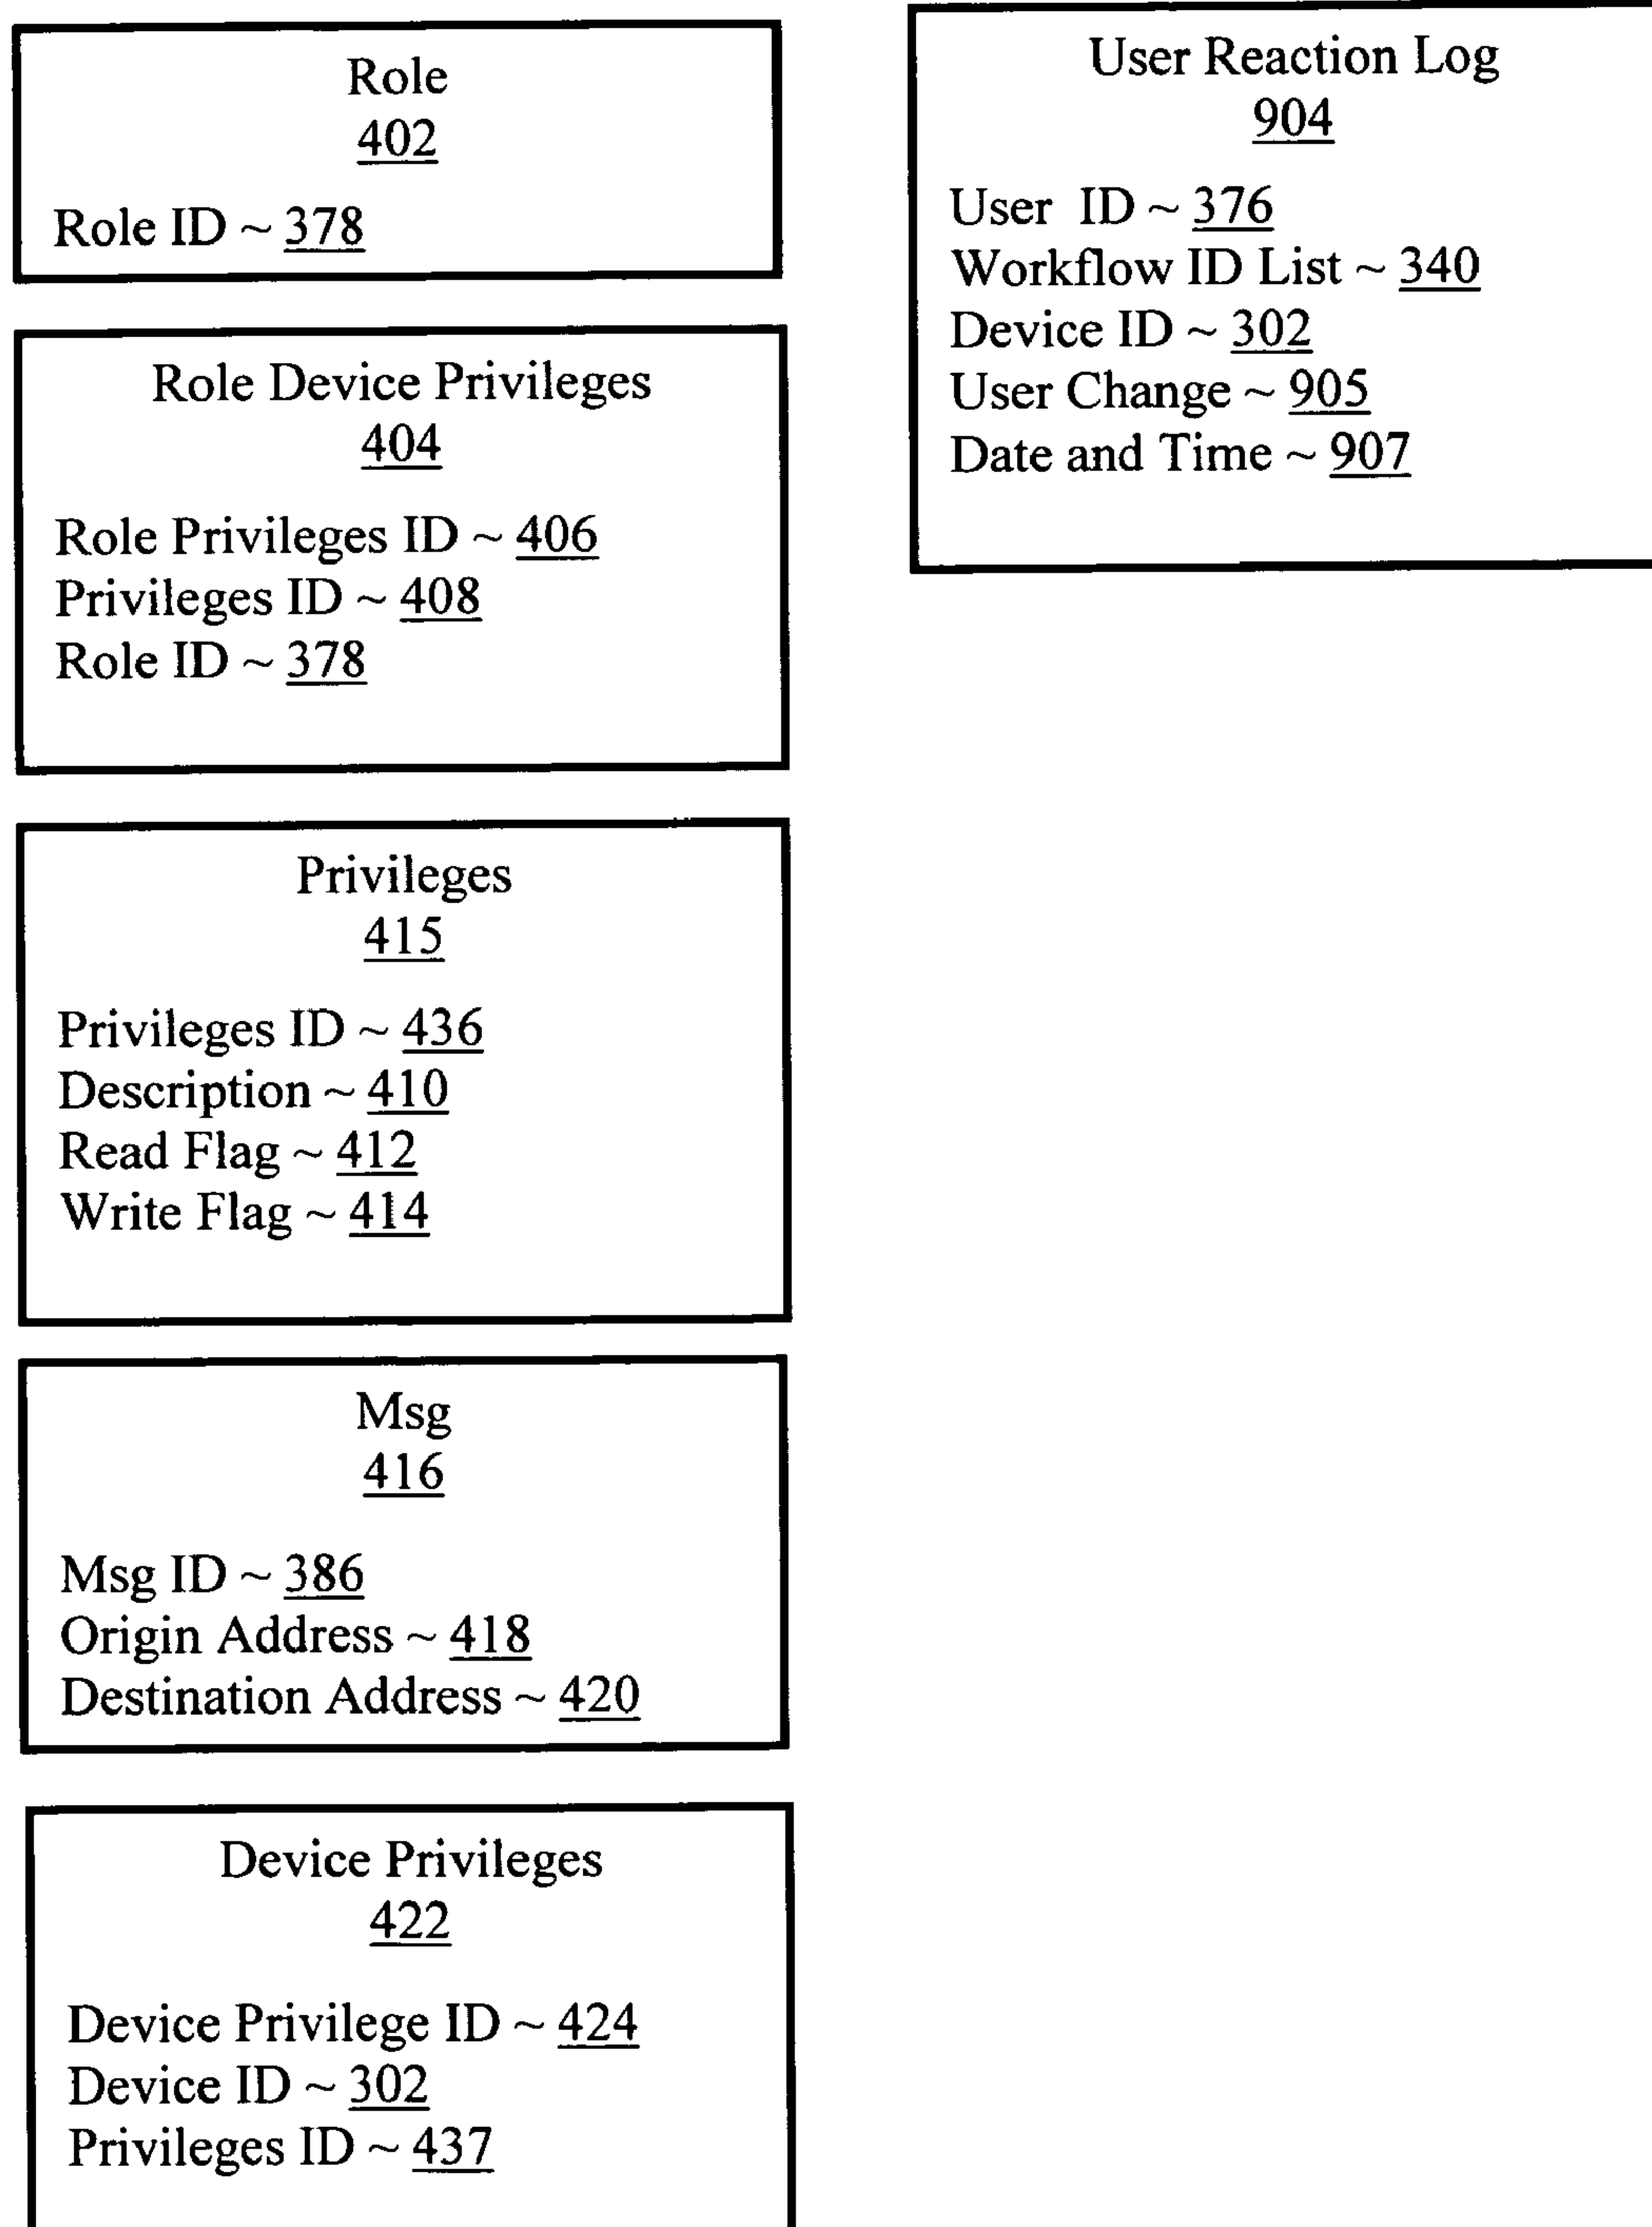 Role
402
Role ID ~ 378
Role Device Privileges
404
Role Privileges ID ~ 406
Privileges ID ~ 408
Role ID ~ 378
Privileges
415
Privileges ID ~ 436
Description ~ 410
Read Flag ~ 412
Write Flag ~ 414
Msg
416
Msg ID ~ 386
Origin Address ~ 418
Destination Address ~ 420
Device Privileges
422
Device Privilege ID ~ 424
Device ID ~ 302
Privileges ID ~ 437
User Reaction Log
904
User ID ~ 376
Workflow ID List ~ 340
Device ID ~ 302
User Change ~ 905
Date and Time ~ 907